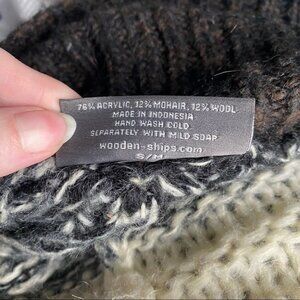 76% ACRYLIC, 12% MOHAIR, 12% WOOL
MADE IN INDONESIA
HAND WASH COLD
SEPARATELY WITH MILD SOAP
wooden-ships.com
S/M